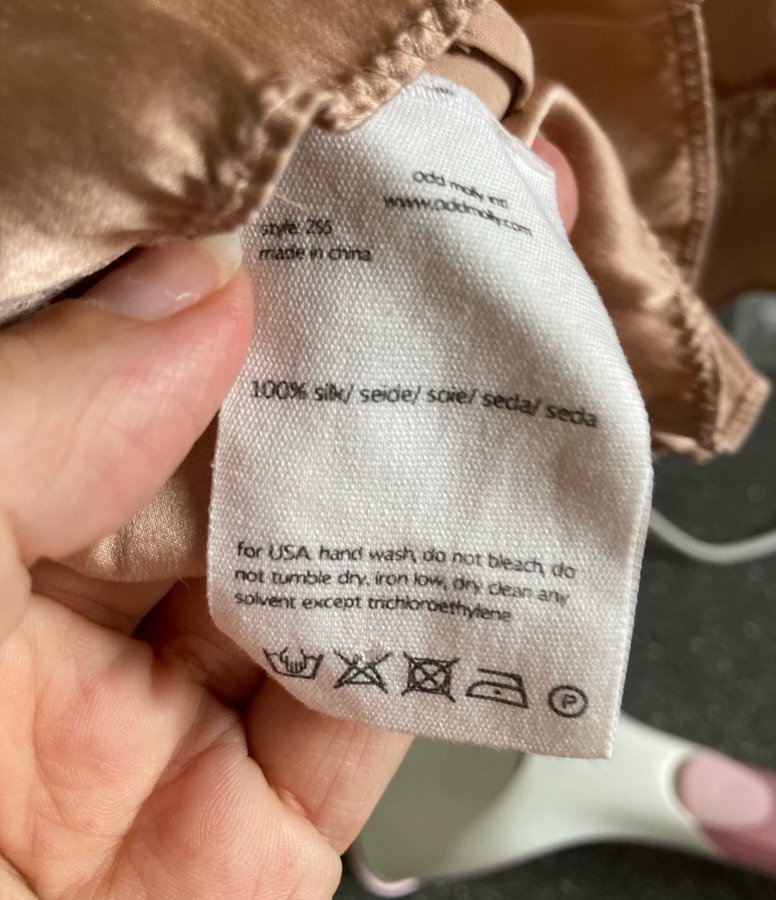 odd molly int
www.oddmolly.com
style: 255
made in china
100% silk/ seide/ soie/ seda/ seda
for USA. hand wash, do not bleach, do
not tumble dry, iron low, dry clean any
solvent except trichloroethylene
P